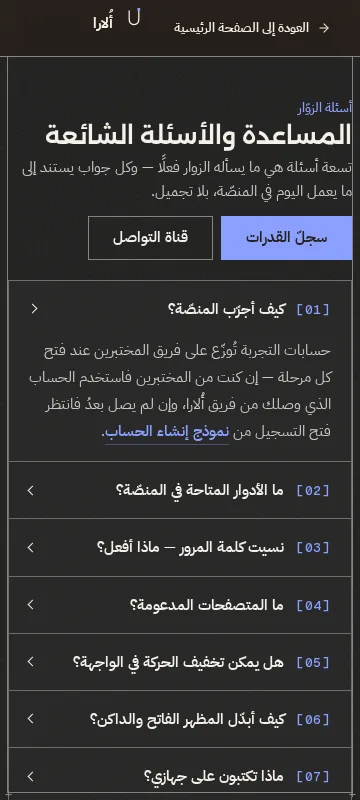 العودة إلى الصفحة الرئيسية
أُلارا
أسئلة الزوّار
المساعدة والأسئلة الشائعة
تسعة أسئلة هي ما يسأله الزوار فعلًا — وكل جواب يستند إلى
ما يعمل اليوم في المنصّة، بلا تجميل.
سجلّ القدرات
قناة التواصل
[01] كيف أجرّب المنصّة؟
حسابات التجربة تُوزّع على فريق المختبرين عند فتح
كل مرحلة — إن كنت من المختبرين فاستخدم الحساب
الذي وصلك من فريق أُلارا، وإن لم يصل بعدُ فانتظر
فتح التسجيل من نموذج إنشاء الحساب.
[02] ما الأدوار المتاحة في المنصّة؟
[03] نسيت كلمة المرور — ماذا أفعل؟
[04] ما المتصفحات المدعومة؟
[05] هل يمكن تخفيف الحركة في الواجهة؟
[06] كيف أبدّل المظهر الفاتح والداكن؟
[07] ماذا تكتبون على جهازي؟